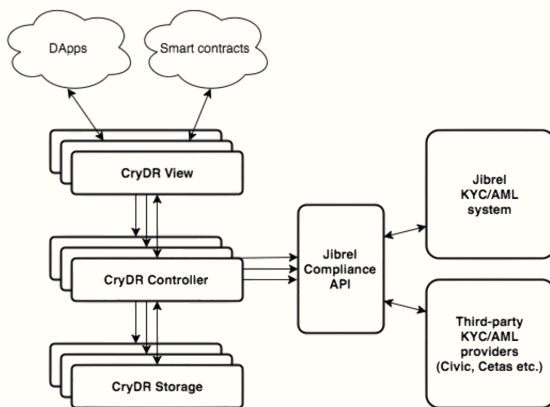 DApps
Smart contracts
CryDR View
CryDR Controller
CryDR Storage
Jibrel
Compliance
API
Jibrel
KYC/AML
system
Third-party
KYC/AML
providers
(Civic, Cetas etc.)